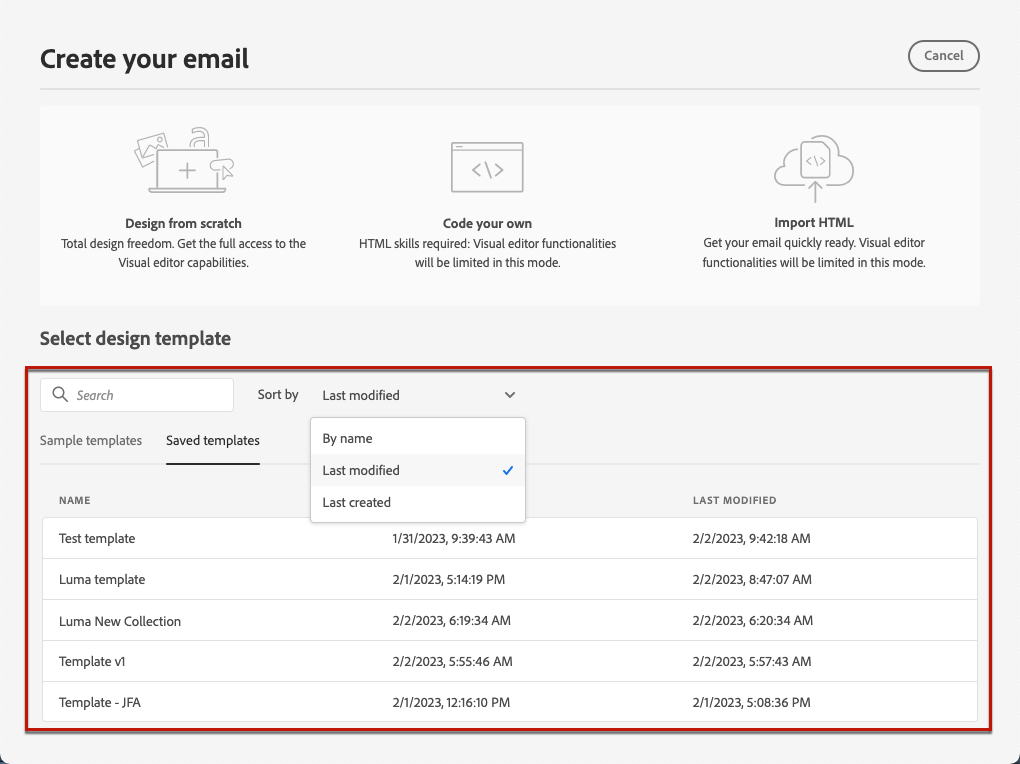 Create your email
Cancel
Design from scratch
Total design freedom. Get the full access to the
Visual editor capabilities.
Code your own
HTML skills required: Visual editor functionalities
will be limited in this mode.
Import HTML
Get your email quickly ready. Visual editor
functionalities will be limited in this mode.
Select design template
Search
Sort by
Last modified
Sample templates
Saved templates
By name
Last modified
Last created
NAME
LAST MODIFIED
Test template 1/31/2023, 9:39:43 AM 2/2/2023, 9:42:18 AM
Luma template 2/1/2023, 5:14:19 PM 2/2/2023, 8:47:07 AM
Luma New Collection 2/2/2023, 6:19:34 AM 2/2/2023, 6:20:34 AM
Template v1 2/2/2023, 5:55:46 AM 2/2/2023, 5:57:43 AM
Template - JFA 2/1/2023, 12:16:10 PM 2/1/2023, 5:08:36 PM